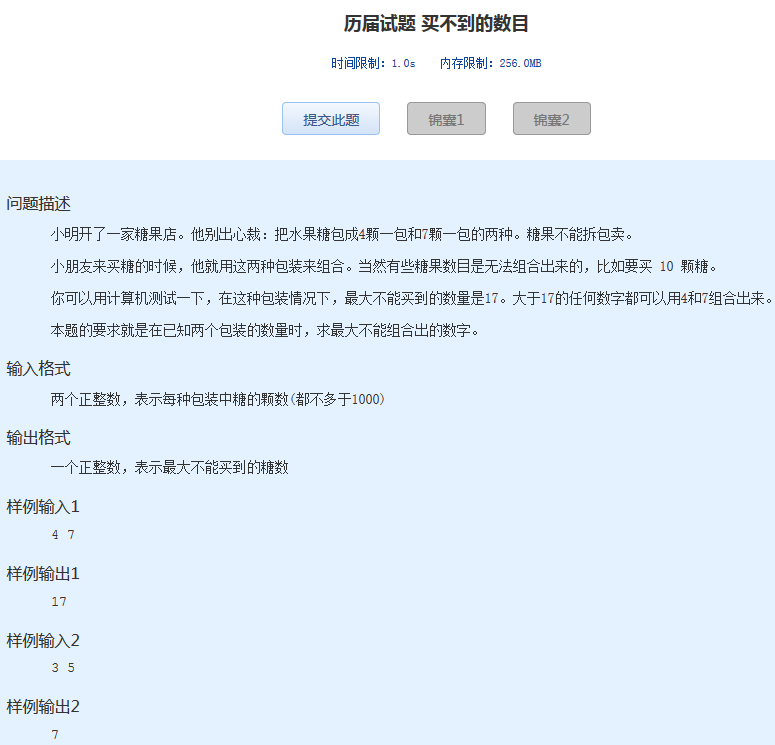 历届试题 买不到的数目
时间限制：1.0s 内存限制：256.0MB
提交此题 锦囊1 锦囊2
问题描述
小明开了一家糖果店。他别出心裁：把水果糖包成4颗一包和7颗一包的两种。糖果不能拆包卖。
小朋友来买糖的时候，他就用这两种包装来组合。当然有些糖果数目是无法组合出来的，比如要买 10 颗糖。
你可以用计算机测试一下，在这种包装情况下，最大不能买到的数量是17。大于17的任何数字都可以用4和7组合出来。
本题的要求就是在已知两个包装的数量时，求最大不能组合出的数字。
输入格式
两个正整数，表示每种包装中糖的颗数(都不多于1000)
输出格式
一个正整数，表示最大不能买到的糖数
样例输入1
4 7
样例输出1
17
样例输入2
3 5
样例输出2
7